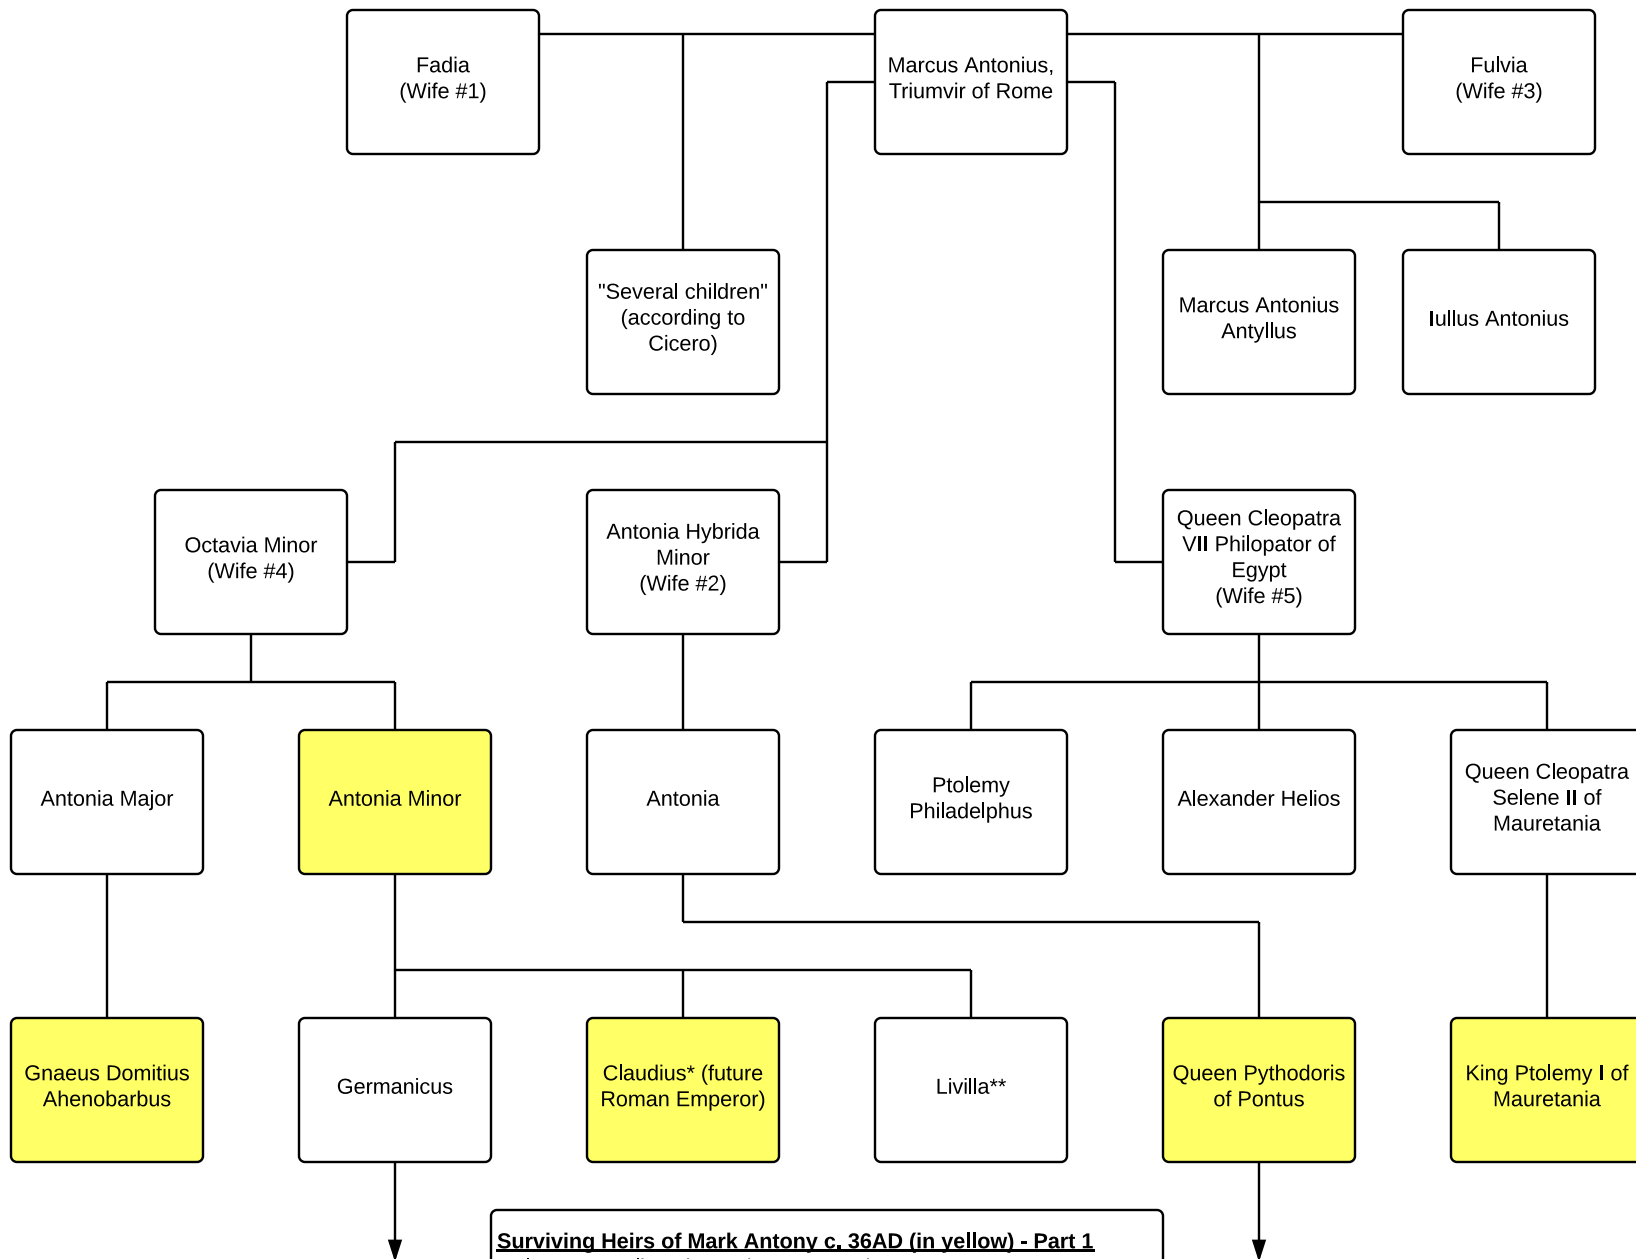 Fadia
(Wife #1)
Marcus Antonius,
Triumvir of Rome
Fulvia
(Wife #3)
"Several children"
(according to
Cicero)
Marcus Antonius
Antyllus
Iullus Antonius
Octavia Minor
(Wife #4)
Antonia Hybrida
Minor
(Wife #2)
Queen Cleopatra
VII Philopator of
Egypt
(Wife #5)
Antonia Major
Antonia Minor
Antonia
Ptolemy
Philadelphus
Alexander Helios
Queen Cleopatra
Selene II of
Mauretania
Gnaeus Domitius
Ahenobarbus
Germanicus
Claudius* (future
Roman Emperor)
Livilla**
Queen Pythodoris
of Pontus
King Ptolemy I of
Mauretania
Surviving Heirs of Mark Antony c. 36AD (in yellow) - Part 1